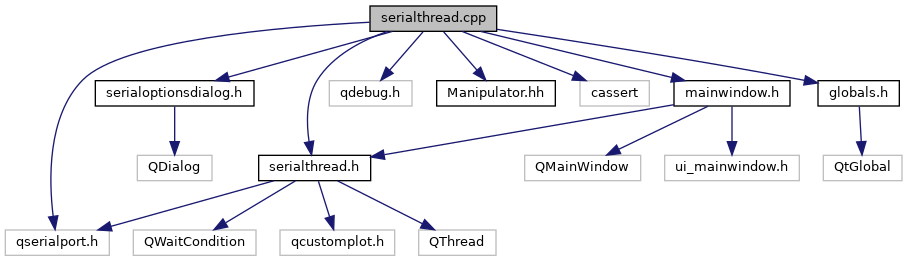 serialthread.cpp
serialoptionsdialog.h
qdebug.h
Manipulator.hh
cassert
mainwindow.h
globals.h
QDialog
serialthread.h
QMainWindow
ui_mainwindow.h
QtGlobal
qserialport.h
QWaitCondition
qcustomplot.h
QThread